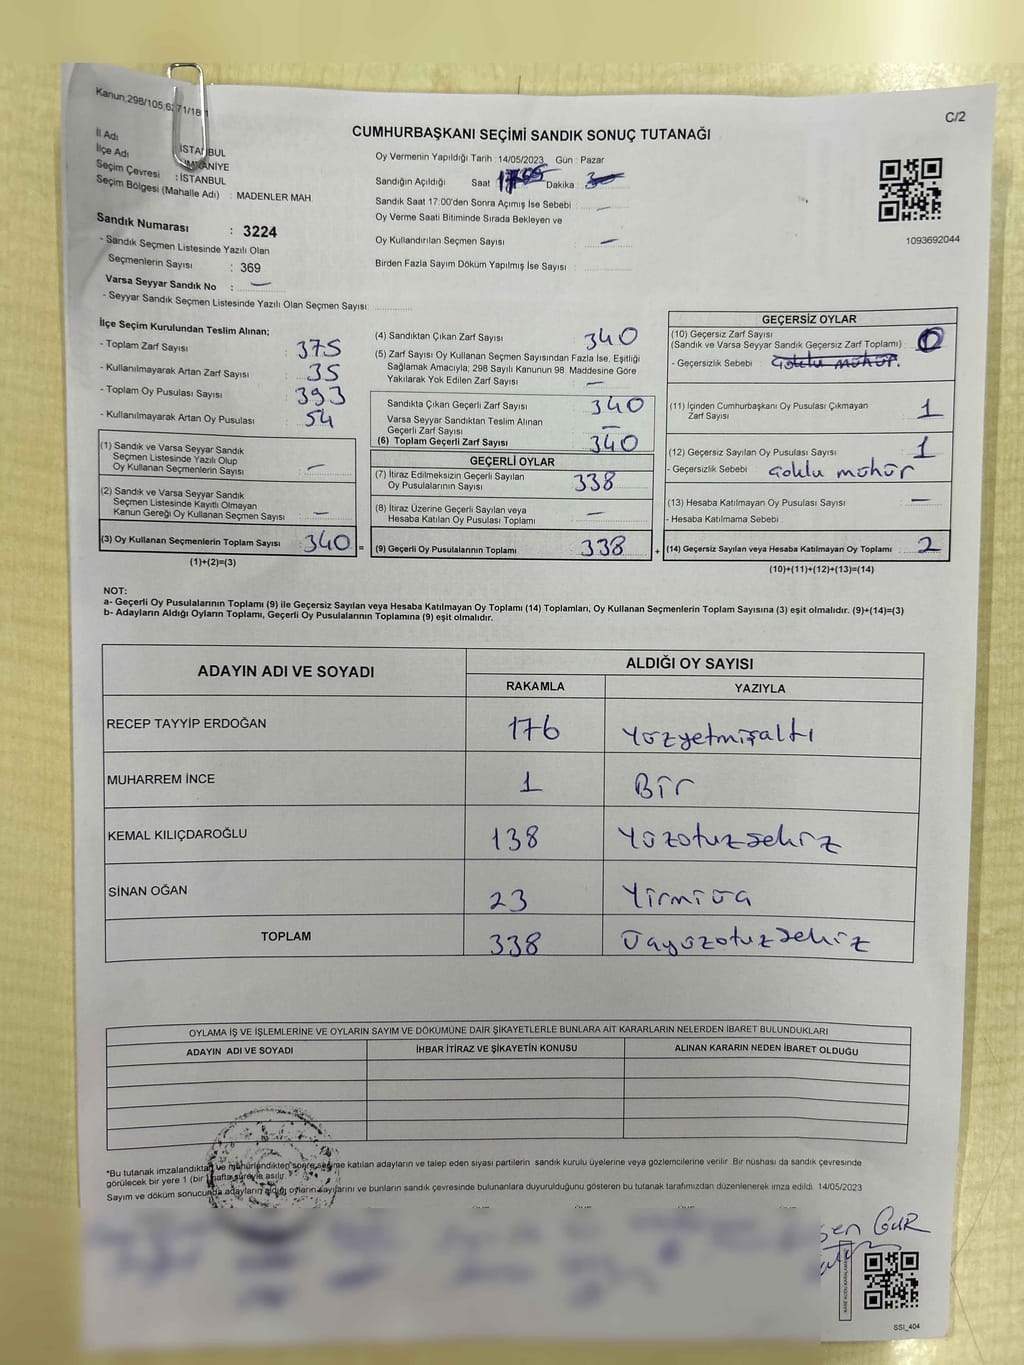 Kanun;298/105,6;71/18
C/2
CUMHURBAŞKANI SEÇİMİ SANDIK SONUÇ TUTANAĞI
İl Adı : İSTANBUL
İlçe Adı : ÜMRANİYE
Seçim Çevresi : İSTANBUL
Seçim Bölgesi (Mahalle Adı) : MADENLER MAH
Oy Vermenin Yapıldığı Tarih : 14/05/2023 Gün : Pazar
Sandığın Açıldığı Saat Dakika
Sandık Saat 17:00'den Sonra Açımış İse Sebebi : –
Oy Verme Saati Bitiminde Sırada Bekleyen ve
Oy Kullandırılan Seçmen Sayısı : –
Birden Fazla Sayım Döküm Yapılmış İse Sayısı :
1093692044
Sandık Numarası : 3224
- Sandık Seçmen Listesinde Yazılı Olan
Seçmenlerin Sayısı : 369
Varsa Seyyar Sandık No : –
- Seyyar Sandık Seçmen Listesinde Yazılı Olan Seçmen Sayısı:
İlçe Seçim Kurulundan Teslim Alınan;
- Toplam Zarf Sayısı : 375
- Kullanılmayarak Artan Zarf Sayısı : 35
- Toplam Oy Pusulası Sayısı : 393
- Kullanılmayarak Artan Oy Pusulası : 54
(1) Sandık ve Varsa Seyyar Sandık
Seçmen Listesinde Yazılı Olup
Oy Kullanan Seçmenlerin Sayısı : –
(2) Sandık ve Varsa Seyyar Sandık
Seçmen Listesinde Kayıtlı Olmayan
Kanun Gereği Oy Kullanan Seçmen Sayısı : –
(3) Oy Kullanan Seçmenlerin Toplam Sayısı : 340 =
(1)+(2)=(3)
(4) Sandıktan Çıkan Zarf Sayısı : 340
(5) Zarf Sayısı Oy Kullanan Seçmen Sayısından Fazla İse, Eşitliği
Sağlamak Amacıyla; 298 Sayılı Kanunun 98. Maddesine Göre
Yakılarak Yok Edilen Zarf Sayısı : –
Sandıkta Çıkan Geçerli Zarf Sayısı : 340
Varsa Seyyar Sandıktan Teslim Alınan
Geçerli Zarf Sayısı : –
(6) Toplam Geçerli Zarf Sayısı : 340
GEÇERLİ OYLAR
(7) İtiraz Edilmeksizin Geçerli Sayılan
Oy Pusulalarının Sayısı : 338
(8) İtiraz Üzerine Geçerli Sayılan veya
Hesaba Katılan Oy Pusulası Toplamı : –
(9) Geçerli Oy Pusulalarının Toplamı : 338 +
GEÇERSİZ OYLAR
(10) Geçersiz Zarf Sayısı
(Sandık ve Varsa Seyyar Sandık Geçersiz Zarf Toplamı) : 0
- Geçersizlik Sebebi : çoklu mühür.
(11) İçinden Cumhurbaşkanı Oy Pusulası Çıkmayan
Zarf Sayısı : 1
(12) Geçersiz Sayılan Oy Pusulası Sayısı : 1
- Geçersizlik Sebebi : çoklu mühür
(13) Hesaba Katılmayan Oy Pusulası Sayısı : –
- Hesaba Katılmama Sebebi :
(14) Geçersiz Sayılan veya Hesaba Katılmayan Oy Toplamı : 2
(10)+(11)+(12)+(13)=(14)
NOT:
a- Geçerli Oy Pusulalarının Toplamı (9) ile Geçersiz Sayılan veya Hesaba Katılmayan Oy Toplamı (14) Toplamları, Oy Kullanan Seçmenlerin Toplam Sayısına (3) eşit olmalıdır. (9)+(14)=(3)
b- Adayların Aldığı Oyların Toplamı, Geçerli Oy Pusulalarının Toplamına (9) eşit olmalıdır.
ADAYIN ADI VE SOYADI
ALDIĞI OY SAYISI
RAKAMLA YAZIYLA
RECEP TAYYİP ERDOĞAN 176 Yüzyetmişaltı
MUHARREM İNCE 1 Bir
KEMAL KILIÇDAROĞLU 138 Yüzotuzsekiz
SİNAN OĞAN 23 Yirmiüç
TOPLAM 338 Üçyüzotuzsekiz
OYLAMA İŞ VE İŞLEMLERİNE VE OYLARIN SAYIM VE DÖKÜMÜNE DAİR ŞİKAYETLERLE BUNLARA AİT KARARLARIN NELERDEN İBARET BULUNDUKLARI
ADAYIN ADI VE SOYADI İHBAR İTİRAZ VE ŞİKAYETİN KONUSU ALINAN KARARIN NEDEN İBARET OLDUĞU
*Bu tutanak imzalandıktan ve mühürlendikten sonra seçime katılan adayların ve talep eden siyasi partilerin sandık kurulu üyelerine veya gözlemcilerine verilir. Bir nüshası da sandık çevresinde
görülecek bir yere 1 (bir) hafta süreyle asılır.
Sayım ve döküm sonucunda adayların aldığı oyların sayılarını ve bunların sandık çevresinde bulunanlara duyurulduğunu gösteren bu tutanak tarafımızdan düzenlenerek imza edildi. 14/05/2023
şen GÜR
SSİ_404